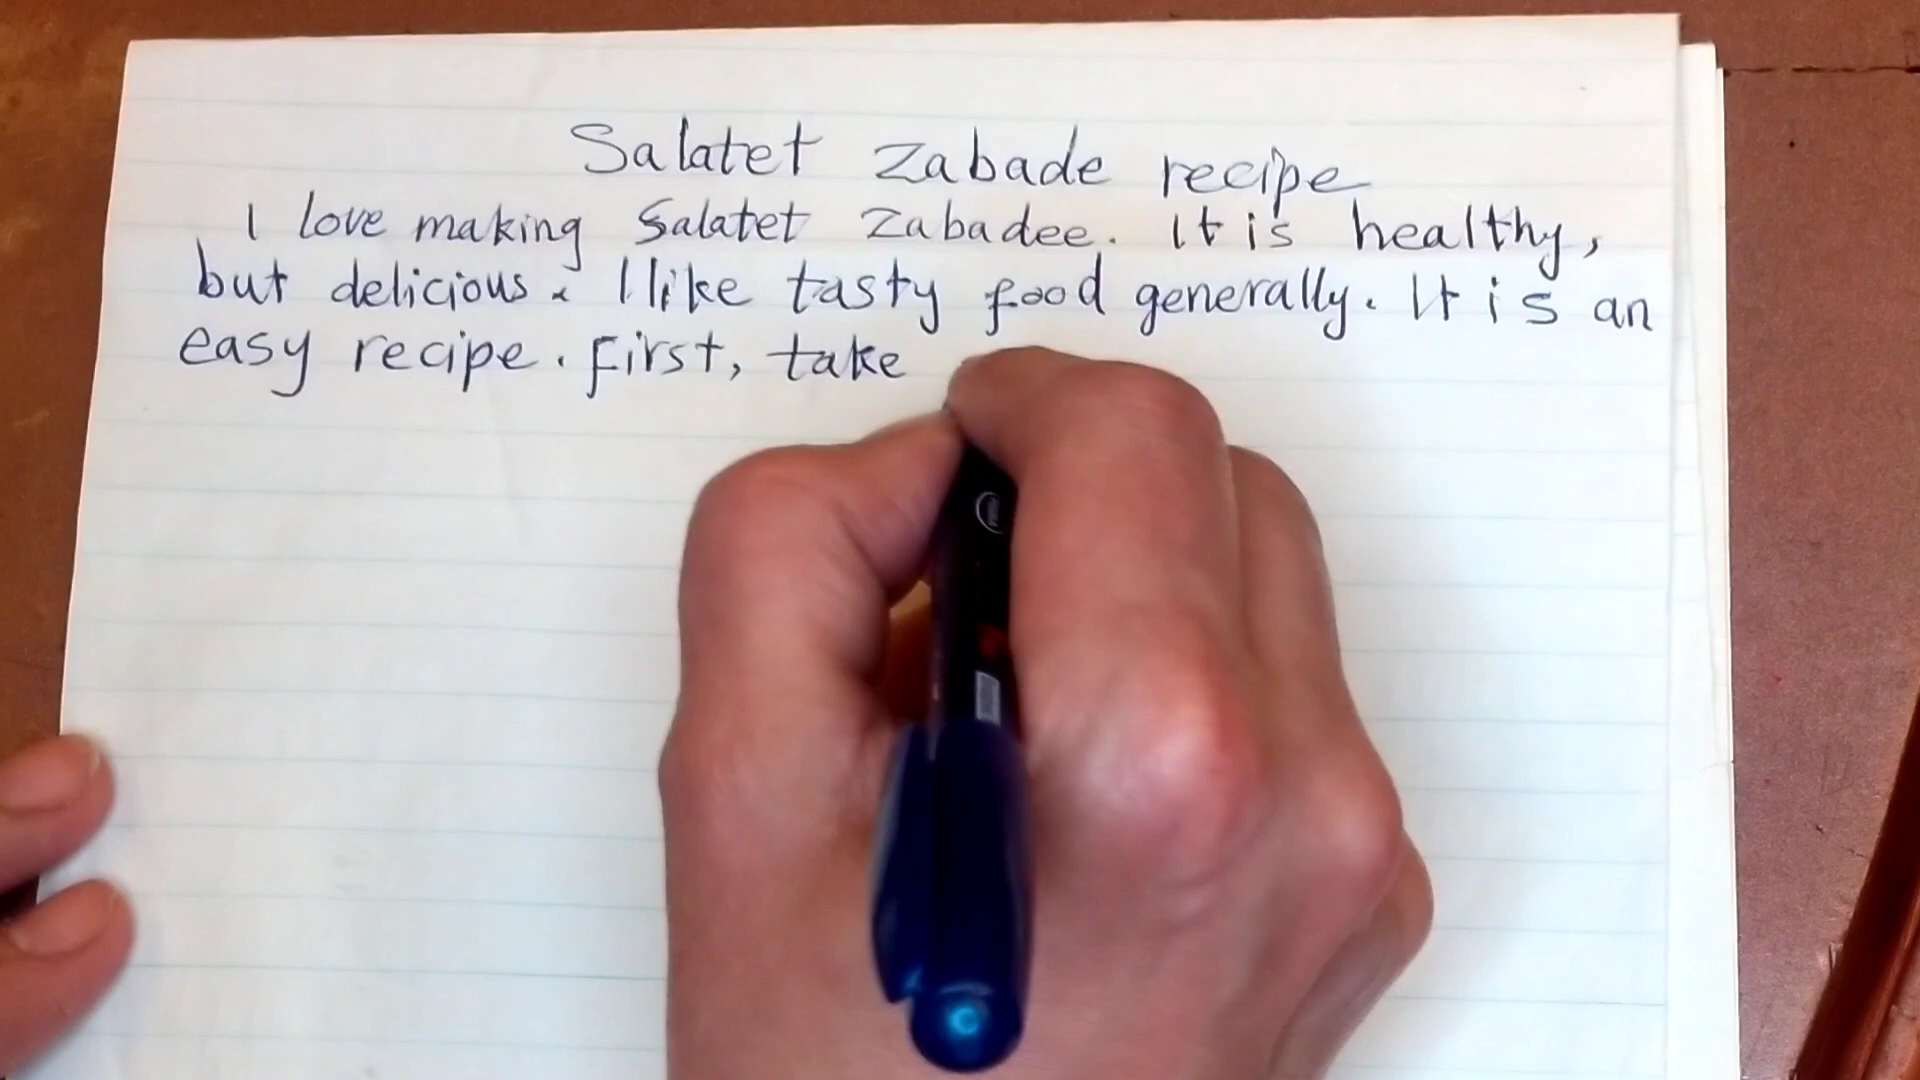 Salatet Zabade recipe
I love making Salatet Zabadee. It is healthy,
but delicious. I like tasty food generally. It is an
easy recipe. First, take